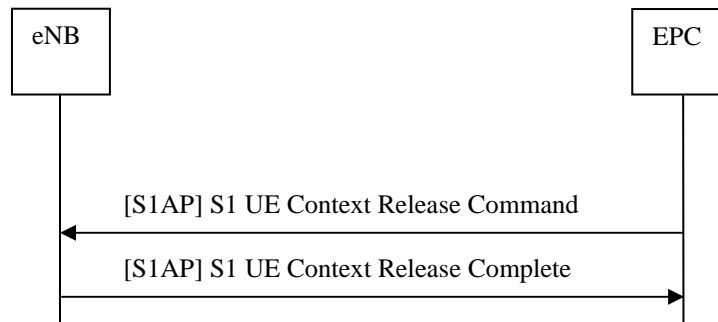 eNB
EPC
[S1AP] S1 UE Context Release Command
[S1AP] S1 UE Context Release Complete